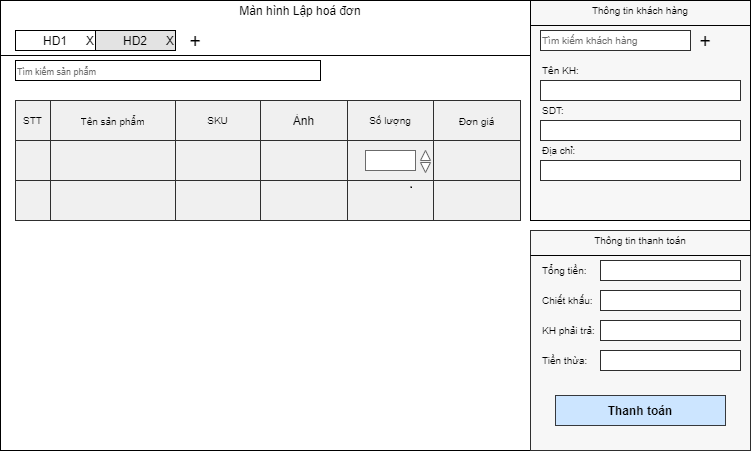 Màn hình Lập hoá đơn
HD1 X HD2 X +
Tìm kiếm sản phẩm
STT Tên sản phẩm SKU Ảnh Số lượng Đơn giá
Thông tin khách hàng
Tìm kiếm khách hàng +
Tên KH:
SDT:
Địa chỉ:
Thông tin thanh toán
Tổng tiền:
Chiết khấu:
KH phải trả:
Tiền thừa:
Thanh toán